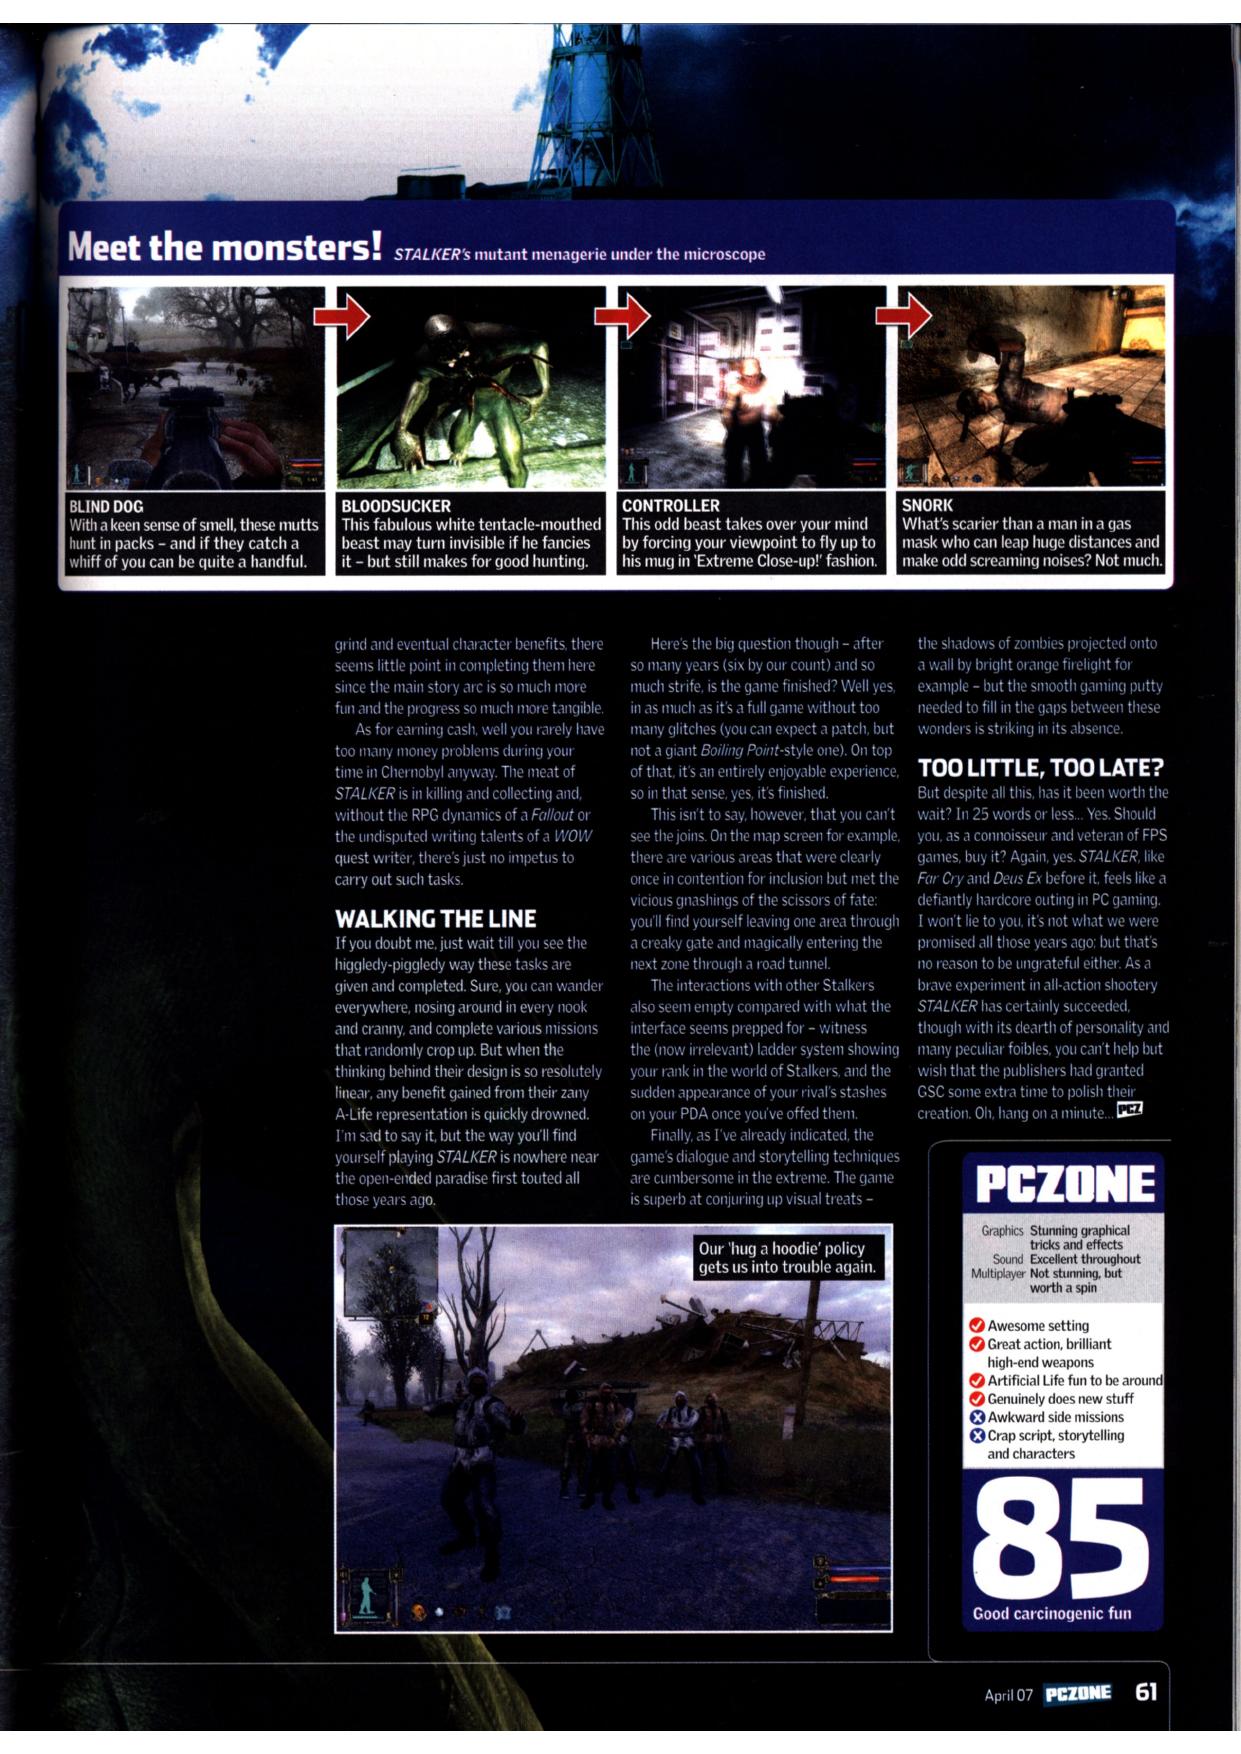 Meet the monsters! STALKER's mutant menagerie under the microscope
BLIND DOG
With a keen sense of smell, these mutts
hunt in packs – and if they catch a
whiff of you can be quite a handful.
BLOODSUCKER
This fabulous white tentacle-mouthed
beast may turn invisible if he fancies
it – but still makes for good hunting.
CONTROLLER
This odd beast takes over your mind
by forcing your viewpoint to fly up to
his mug in 'Extreme Close-up!' fashion.
SNORK
What's scarier than a man in a gas
mask who can leap huge distances and
make odd screaming noises? Not much.
grind and eventual character benefits, there
seems little point in completing them here
since the main story arc is so much more
fun and the progress so much more tangible.
As for earning cash, well you rarely have
too many money problems during your
time in Chernobyl anyway. The meat of
STALKER is in killing and collecting and,
without the RPG dynamics of a Fallout or
the undisputed writing talents of a WOW
quest writer, there's just no impetus to
carry out such tasks.
WALKING THE LINE
If you doubt me, just wait till you see the
higgledy-piggledy way these tasks are
given and completed. Sure, you can wander
everywhere, nosing around in every nook
and cranny, and complete various missions
that randomly crop up. But when the
thinking behind their design is so resolutely
linear, any benefit gained from their zany
A-Life representation is quickly drowned.
I'm sad to say it, but the way you'll find
yourself playing STALKER is nowhere near
the open-ended paradise first touted all
those years ago.
Here's the big question though – after
so many years (six by our count) and so
much strife, is the game finished? Well yes,
in as much as it's a full game without too
many glitches (you can expect a patch, but
not a giant Boiling Point-style one). On top
of that, it's an entirely enjoyable experience,
so in that sense, yes, it's finished.
This isn't to say, however, that you can't
see the joins. On the map screen for example,
there are various areas that were clearly
once in contention for inclusion but met the
vicious gnashings of the scissors of fate:
you'll find yourself leaving one area through
a creaky gate and magically entering the
next zone through a road tunnel.
The interactions with other Stalkers
also seem empty compared with what the
interface seems prepped for – witness
the (now irrelevant) ladder system showing
your rank in the world of Stalkers, and the
sudden appearance of your rival's stashes
on your PDA once you've offed them.
Finally, as I've already indicated, the
game's dialogue and storytelling techniques
are cumbersome in the extreme. The game
is superb at conjuring up visual treats –
the shadows of zombies projected onto
a wall by bright orange firelight for
example – but the smooth gaming putty
needed to fill in the gaps between these
wonders is striking in its absence.
TOO LITTLE, TOO LATE?
But despite all this, has it been worth the
wait? In 25 words or less... Yes. Should
you, as a connoisseur and veteran of FPS
games, buy it? Again, yes. STALKER, like
Far Cry and Deus Ex before it, feels like a
defiantly hardcore outing in PC gaming.
I won't lie to you, it's not what we were
promised all those years ago; but that's
no reason to be ungrateful either. As a
brave experiment in all-action shootery
STALKER has certainly succeeded,
though with its dearth of personality and
many peculiar foibles, you can't help but
wish that the publishers had granted
GSC some extra time to polish their
creation. Oh, hang on a minute... PCZ
Our 'hug a hoodie' policy
gets us into trouble again.
PCZONE
Graphics Stunning graphical
tricks and effects
Sound Excellent throughout
Multiplayer Not stunning, but
worth a spin
Awesome setting
Great action, brilliant
high-end weapons
Artificial Life fun to be around
Genuinely does new stuff
Awkward side missions
Crap script, storytelling
and characters
85
Good carcinogenic fun
April 07 PCZONE 61